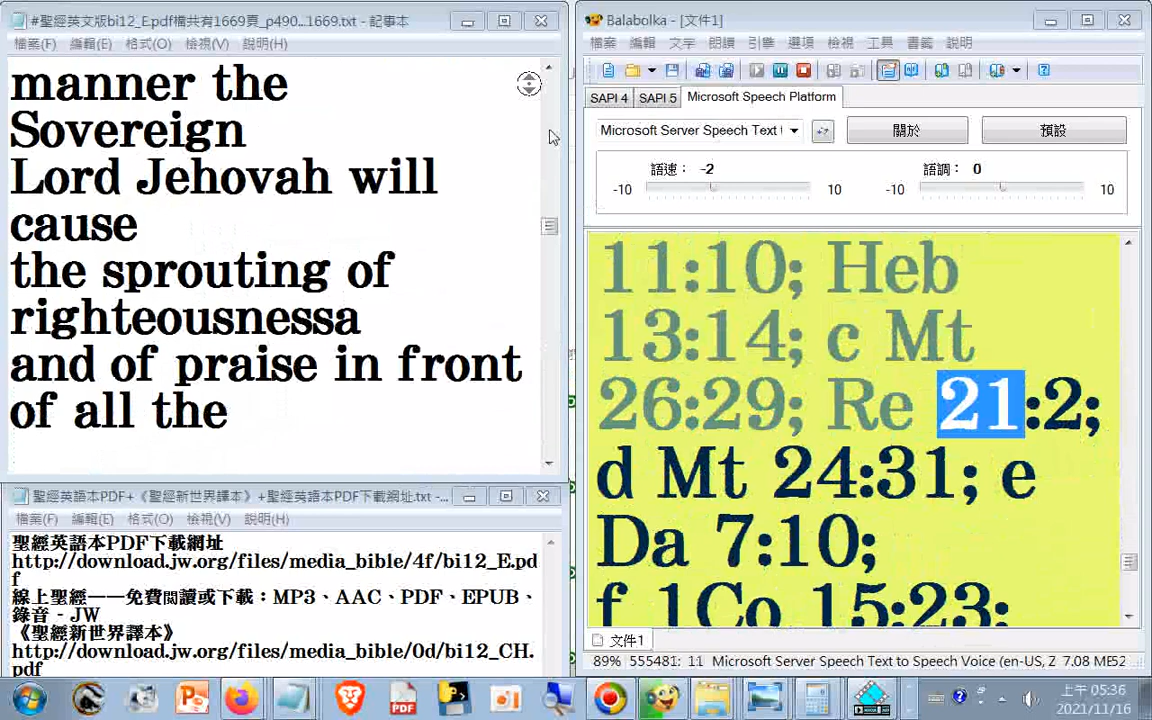 #聖經英文版bi12_E.pdf檔共有1669頁_p490...1669.txt - 記事本
檔案(F) 編輯(E) 格式(O) 檢視(V) 說明(H)
manner the
Sovereign
Lord Jehovah will
cause
the sprouting of
righteousnessa
and of praise in front
of all the
聖經英語本PDF+《聖經新世界譯本》+聖經英語本PDF下載網址.txt -...
檔案(F) 編輯(E) 格式(O) 檢視(V) 說明(H)
聖經英語本PDF下載網址
http://download.jw.org/files/media_bible/4f/bi12_E.pd
f
線上聖經——免費閱讀或下載：MP3、AAC、PDF、EPUB、
錄音 - JW
《聖經新世界譯本》
http://download.jw.org/files/media_bible/0d/bi12_CH.
pdf
Balabolka - [文件1]
檔案 編輯 文字 朗讀 引擎 選項 檢視 工具 書籤 說明
SAPI 4 SAPI 5 Microsoft Speech Platform
Microsoft Server Speech Text 關於 預設
語速： -2 語調： 0
-10 10 -10 10
11:10; Heb
13:14; c Mt
26:29; Re 21:2;
d Mt 24:31; e
Da 7:10;
f 1Co 15:23;
文件1
89% 555481: 11 Microsoft Server Speech Text to Speech Voice (en-US, Z 7.08 ME52
上午 05:36
2021/11/16